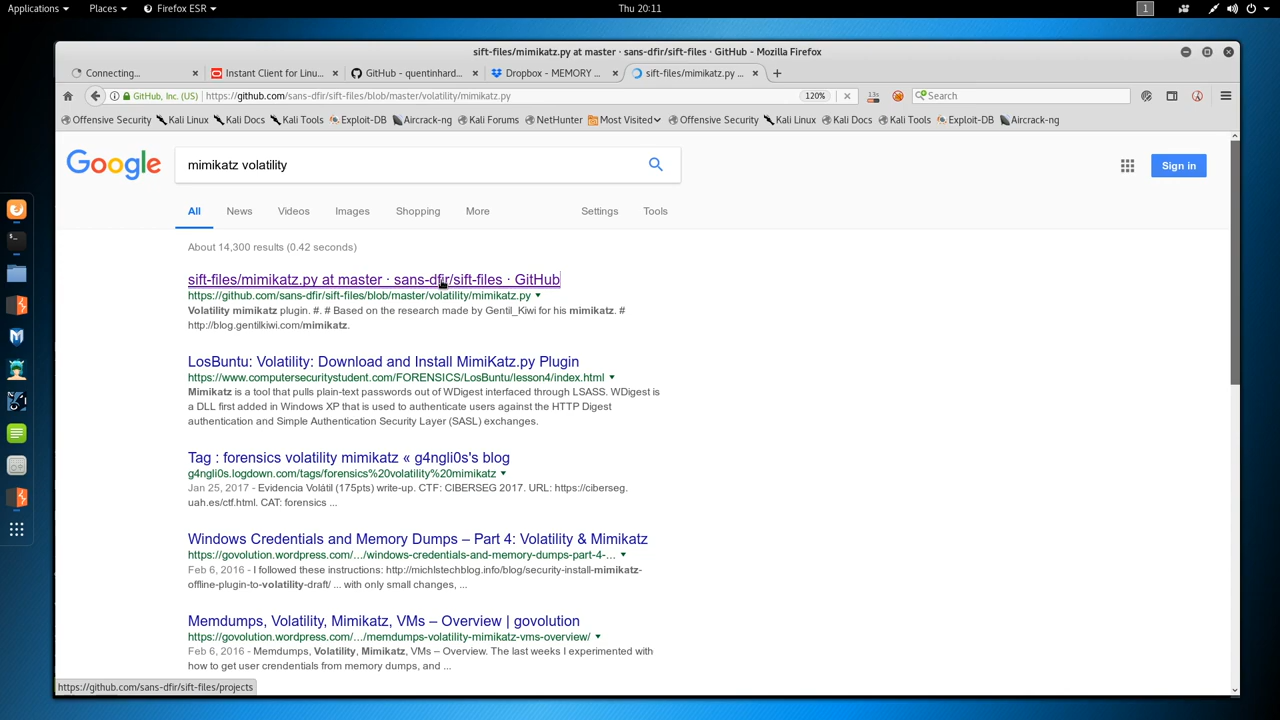 Applications Places Firefox ESR Thu 20:11 1
sift-files/mimikatz.py at master · sans-dfir/sift-files · GitHub - Mozilla Firefox
Connecting... Instant Client for Linu... GitHub - quentinhard... Dropbox - MEMORY ... sift-files/mimikatz.py ...
GitHub, Inc. (US) https://github.com/sans-dfir/sift-files/blob/master/volatility/mimikatz.py 120% 13s Search
Offensive Security Kali Linux Kali Docs Kali Tools Exploit-DB Aircrack-ng Kali Forums NetHunter Most Visited Offensive Security Kali Linux Kali Docs Kali Tools Exploit-DB Aircrack-ng
Google mimikatz volatility Sign in
All News Videos Images Shopping More Settings Tools
About 14,300 results (0.42 seconds)
sift-files/mimikatz.py at master · sans-dfir/sift-files · GitHub
https://github.com/sans-dfir/sift-files/blob/master/volatility/mimikatz.py
Volatility mimikatz plugin. #. # Based on the research made by Gentil_Kiwi for his mimikatz. #
http://blog.gentilkiwi.com/mimikatz.
LosBuntu: Volatility: Download and Install MimiKatz.py Plugin
https://www.computersecuritystudent.com/FORENSICS/LosBuntu/lesson4/index.html
Mimikatz is a tool that pulls plain-text passwords out of WDigest interfaced through LSASS. WDigest is
a DLL first added in Windows XP that is used to authenticate users against the HTTP Digest
authentication and Simple Authentication Security Layer (SASL) exchanges.
Tag : forensics volatility mimikatz « g4ngli0s's blog
g4ngli0s.logdown.com/tags/forensics%20volatility%20mimikatz
Jan 25, 2017 - Evidencia Volátil (175pts) write-up. CTF: CIBERSEG 2017. URL: https://ciberseg.
uah.es/ctf.html. CAT: forensics ...
Windows Credentials and Memory Dumps – Part 4: Volatility & Mimikatz
https://govolution.wordpress.com/.../windows-credentials-and-memory-dumps-part-4-...
Feb 6, 2016 - I followed these instructions: http://michlstechblog.info/blog/security-install-mimikatz-
offline-plugin-to-volatility-draft/ ... with only small changes, ...
Memdumps, Volatility, Mimikatz, VMs – Overview | govolution
https://govolution.wordpress.com/.../memdumps-volatility-mimikatz-vms-overview/
Feb 6, 2016 - Memdumps, Volatility, Mimikatz, VMs – Overview. The last weeks I experimented with
how to get user crendentials from memory dumps, and ...
https://github.com/sans-dfir/sift-files/projects